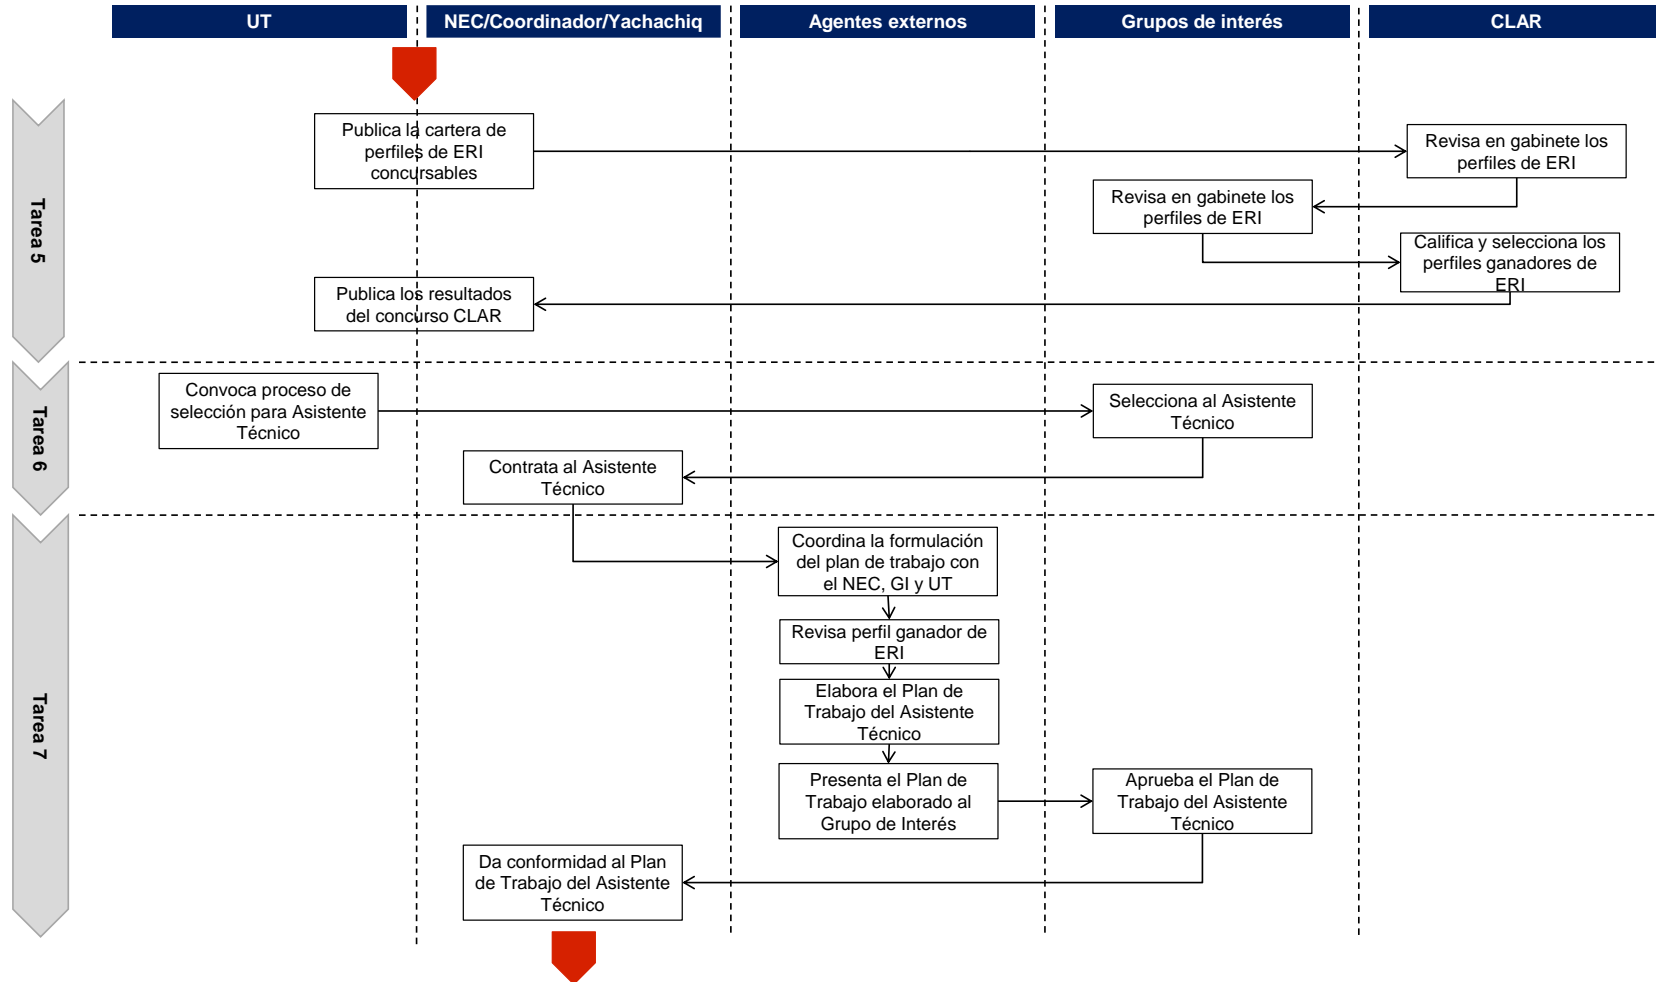 UT
NEC/Coordinador/Yachachiq
Agentes externos
Grupos de interés
CLAR
Tarea 5
Publica la cartera de
perfiles de ERI
concursables
Revisa en gabinete los
perfiles de ERI
Revisa en gabinete los
perfiles de ERI
Califica y selecciona los
perfiles ganadores de
ERI
Publica los resultados
del concurso CLAR
Tarea 6
Convoca proceso de
selección para Asistente
Técnico
Selecciona al Asistente
Técnico
Contrata al Asistente
Técnico
Tarea 7
Coordina la formulación
del plan de trabajo con
el NEC, GI y UT
Revisa perfil ganador de
ERI
Elabora el Plan de
Trabajo del Asistente
Técnico
Presenta el Plan de
Trabajo elaborado al
Grupo de Interés
Aprueba el Plan de
Trabajo del Asistente
Técnico
Da conformidad al Plan
de Trabajo del Asistente
Técnico